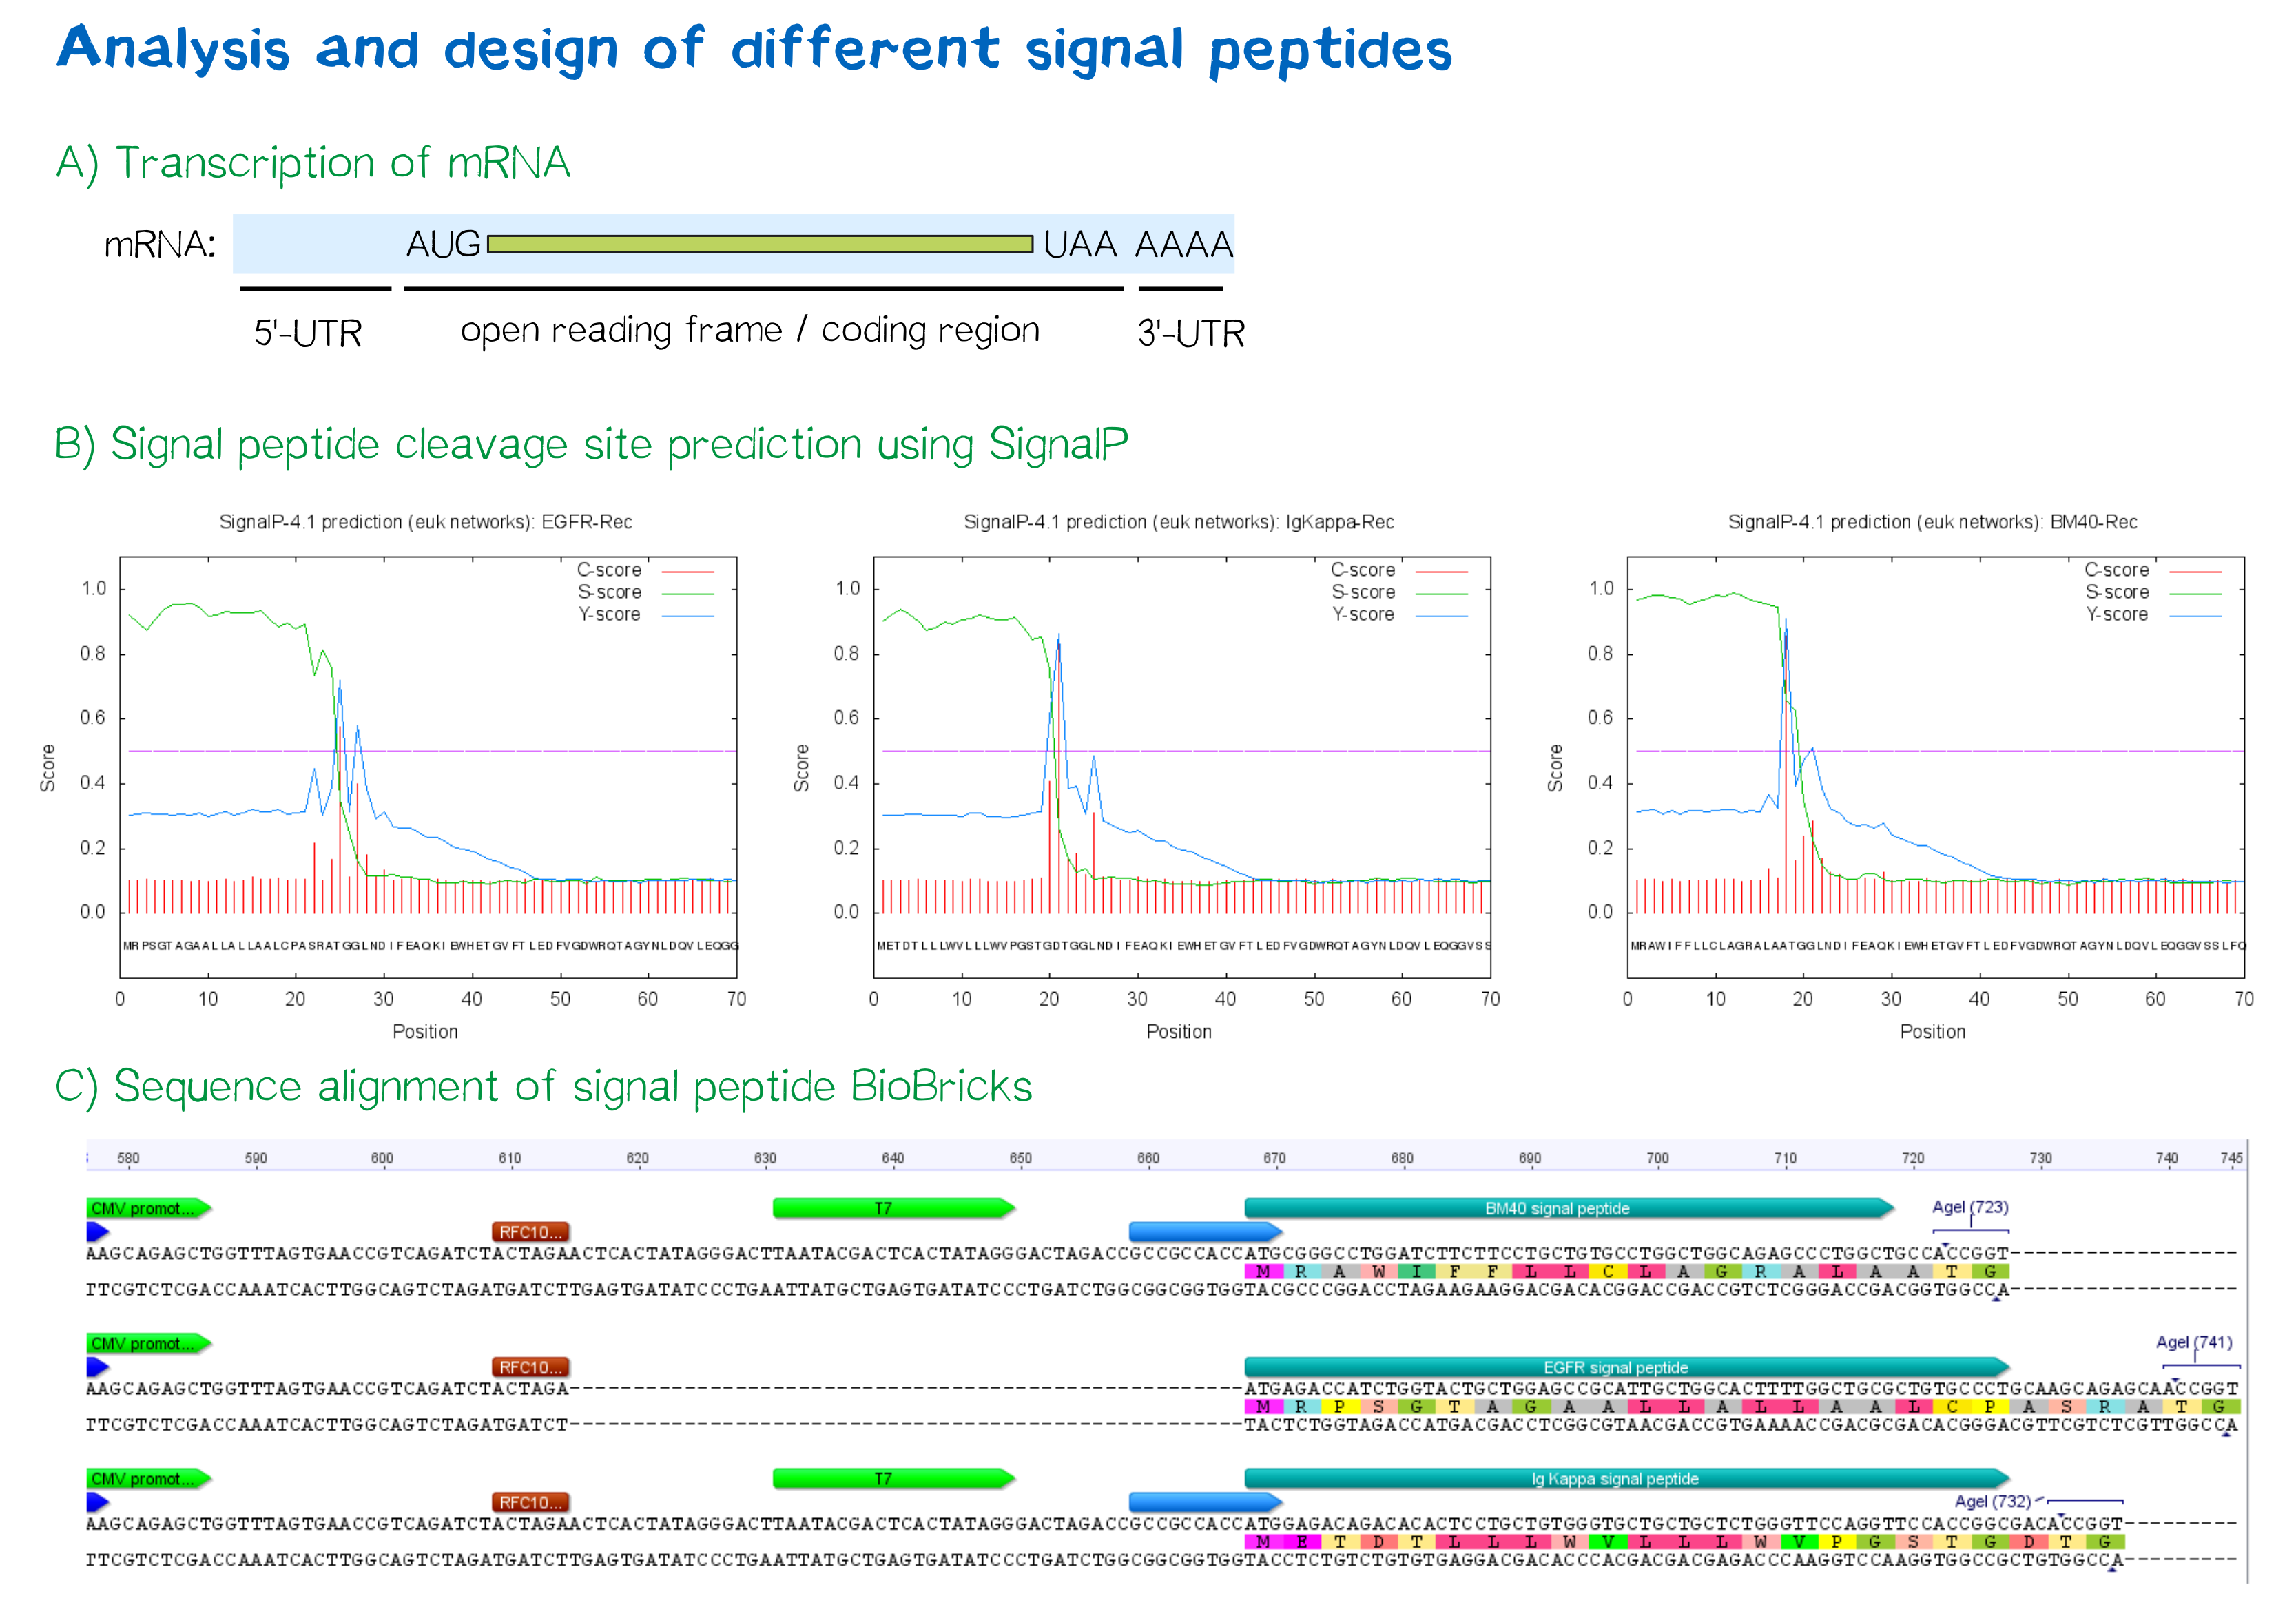 Analysis and design of different signal peptides
A) Transcription of mRNA
mRNA: AUG UAA AAAA
5'-UTR open reading frame / coding region 3'-UTR
B) Signal peptide cleavage site prediction using SignalP
SignalP-4.1 prediction (euk networks): EGFR-Rec
C-score
S-score
Y-score
1.0
0.8
0.6
0.4
0.2
0.0
Score
MRPSGTAGAALLALLAALCPASRATGGLNDIFEAQKIEWHETGVFTLEDFVGDWRQTAGYNLDQVLEQGG
0 10 20 30 40 50 60 70
Position
SignalP-4.1 prediction (euk networks): IgKappa-Rec
C-score
S-score
Y-score
1.0
0.8
0.6
0.4
0.2
0.0
Score
METDTLLLWVLLLWVPGSTGDTGGLNDIFEAQKIEWHETGVFTLEDFVGDWRQTAGYNLDQVLEQGGVSS
0 10 20 30 40 50 60 70
Position
SignalP-4.1 prediction (euk networks): BM40-Rec
C-score
S-score
Y-score
1.0
0.8
0.6
0.4
0.2
0.0
Score
MRAWIFFLLCLAGRALAATGGLNDIFEAQKIEWHETGVFTLEDFVGDWRQTAGYNLDQVLEQGGVSSLFQ
0 10 20 30 40 50 60 70
Position
C) Sequence alignment of signal peptide BioBricks
580 590 600 610 620 630 640 650 660 670 680 690 700 710 720 730 740 745
CMV promot... T7 BM40 signal peptide AgeI (723)
RFC10...
AAGCAGAGCTGGTTTAGTGAACCGTCAGATCTACTAGAACTCACTATAGGGACTTAATACGACTCACTATAGGGACTAGACCGCCGCCACCATGCGGGCCTGGATCTTCTTCCTGCTGTGCCTGGCTGGCAGAGCCCTGGCTGCCACCGGT------------------
M R A W I F F L L C L A G R A L A A T G
TTCGTCTCGACCAAATCACTTGGCAGTCTAGATGATCTTGAGTGATATCCCTGAATTATGCTGAGTGATATCCCTGATCTGGCGGCGGTGGTACGCCCGGACCTAGAAGAAGGACGACACGGACCGACCGTCTCGGGACCGACGGTGGCCA------------------
CMV promot... AgeI (741)
RFC10... EGFR signal peptide
AAGCAGAGCTGGTTTAGTGAACCGTCAGATCTACTAGA-----------------------------------------------------ATGAGACCATCTGGTACTGCTGGAGCCGCATTGCTGGCACTTTTGGCTGCGCTGTGCCCTGCAAGCAGAGCAACCGGT
M R P S G T A G A A L L A L L A A L C P A S R A T G
TTCGTCTCGACCAAATCACTTGGCAGTCTAGATGATCT-----------------------------------------------------TACTCTGGTAGACCATGACGACCTCGGCGTAACGACCGTGAAAACCGACGCGACACGGGACGTTCGTCTCGTTGGCCA
CMV promot... T7 Ig Kappa signal peptide
RFC10... AgeI (732)
AAGCAGAGCTGGTTTAGTGAACCGTCAGATCTACTAGAACTCACTATAGGGACTTAATACGACTCACTATAGGGACTAGACCGCCGCCACCATGGAGACAGACACACTCCTGCTGTGGGTGCTGCTGCTCTGGGTTCCAGGTTCCACCGGCGACACCGGT---------
M E T D T L L L W V L L L W V P G S T G D T G
TTCGTCTCGACCAAATCACTTGGCAGTCTAGATGATCTTGAGTGATATCCCTGAATTATGCTGAGTGATATCCCTGATCTGGCGGCGGTGGTACCTCTGTCTGTGTGAGGACGACACCCACGACGACGAGACCCAAGGTCCAAGGTGGCCGCTGTGGCCA---------